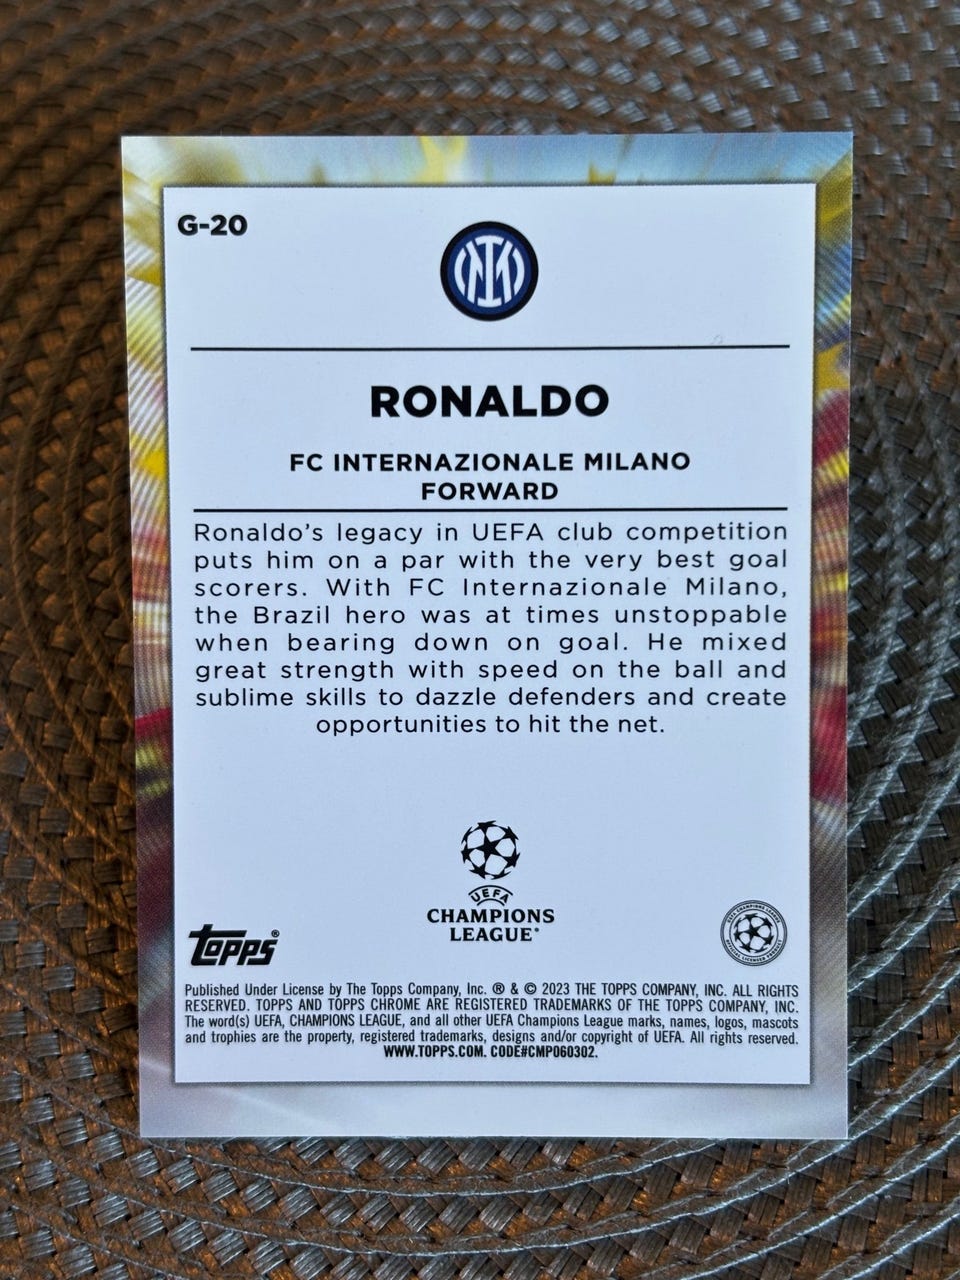 G-20
RONALDO
FC INTERNAZIONALE MILANO
FORWARD
Ronaldo's legacy in UEFA club competition
puts him on a par with the very best goal
scorers. With FC Internazionale Milano,
the Brazil hero was at times unstoppable
when bearing down on goal. He mixed
great strength with speed on the ball and
sublime skills to dazzle defenders and create
opportunities to hit the net.
UEFA
CHAMPIONS
LEAGUE®
Topps®
UEFA CHAMPIONS LEAGUE
OFFICIAL LICENSED PRODUCT
Published Under License by The Topps Company, Inc. ® & © 2023 THE TOPPS COMPANY, INC. ALL RIGHTS
RESERVED. TOPPS AND TOPPS CHROME ARE REGISTERED TRADEMARKS OF THE TOPPS COMPANY, INC.
The word(s) UEFA, CHAMPIONS LEAGUE, and all other UEFA Champions League marks, names, logos, mascots
and trophies are the property, registered trademarks, designs and/or copyright of UEFA. All rights reserved.
WWW.TOPPS.COM. CODE#CMP060302.